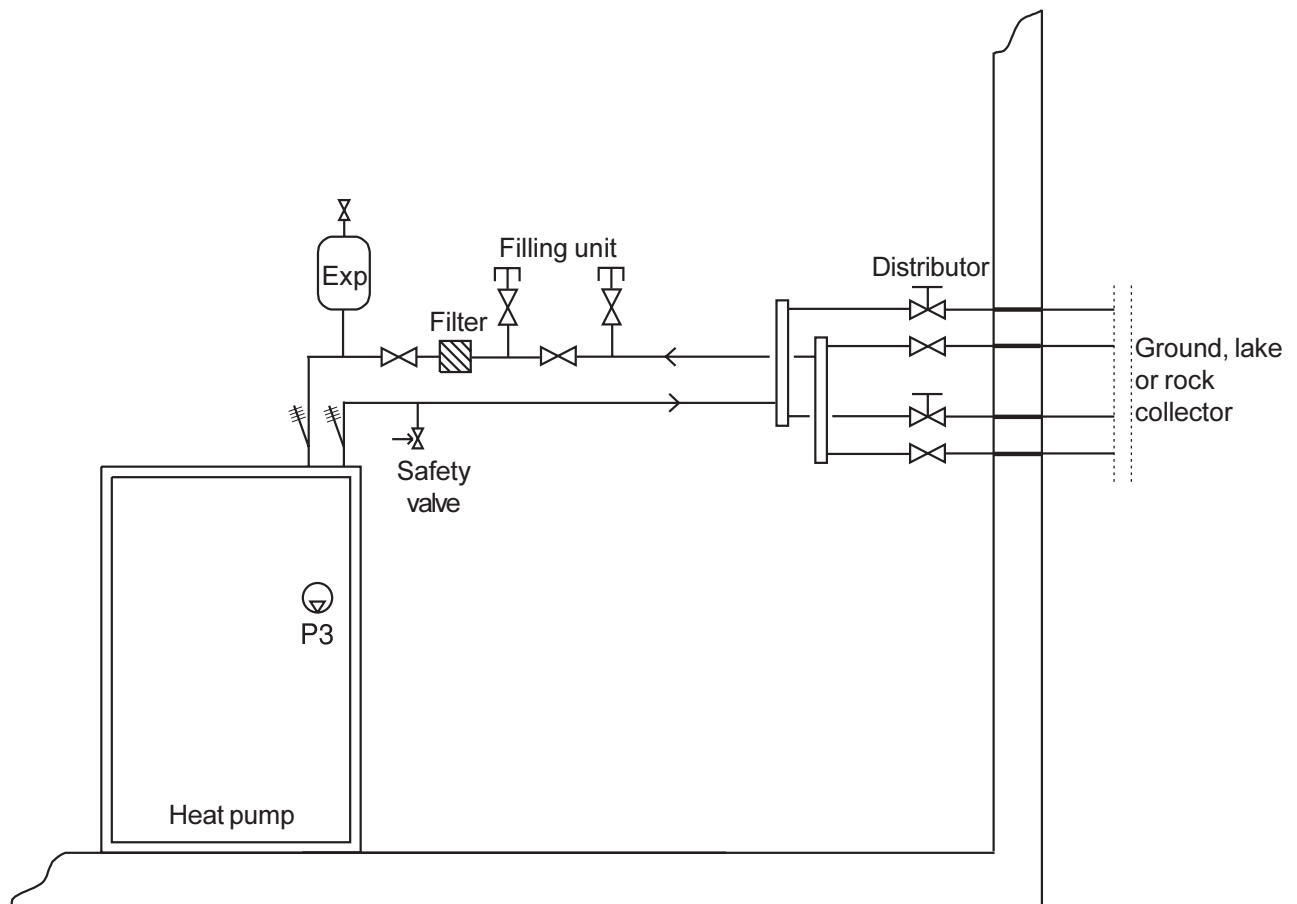 Filling unit
Exp
Distributor
Filter
Ground, lake
or rock
collector
Safety
valve
P3
Heat pump